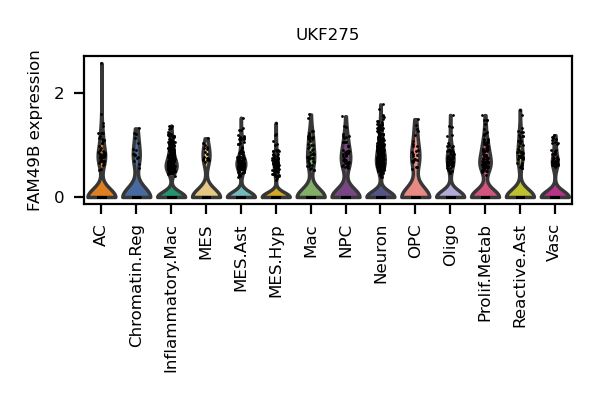 UKF275
FAM49B expression
2
0
AC
Chromatin.Reg
Inflammatory.Mac
MES
MES.Ast
MES.Hyp
Mac
NPC
Neuron
OPC
Oligo
Prolif.Metab
Reactive.Ast
Vasc